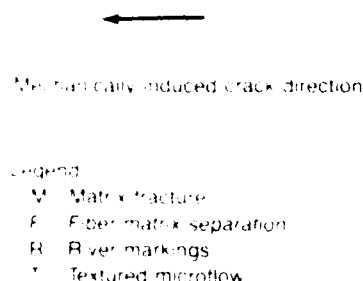 Mechanically induced crack direction
Legend
M Matrix fracture
F Fiber matrix separation
R River markings
T Textured microflow